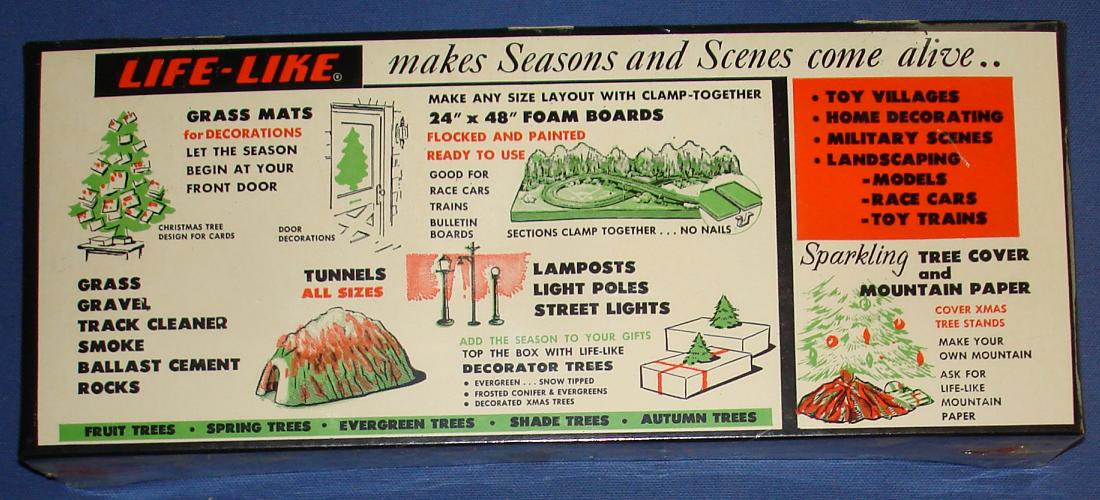 LIFE-LIKE®
makes Seasons and Scenes come alive..
GRASS MATS
for DECORATIONS
LET THE SEASON
BEGIN AT YOUR
FRONT DOOR
CHRISTMAS TREE
DESIGN FOR CARDS
DOOR
DECORATIONS
MAKE ANY SIZE LAYOUT WITH CLAMP-TOGETHER
24" x 48" FOAM BOARDS
FLOCKED AND PAINTED
READY TO USE
GOOD FOR
RACE CARS
TRAINS
BULLETIN
BOARDS
SECTIONS CLAMP TOGETHER ... NO NAILS
GRASS
GRAVEL
TRACK CLEANER
SMOKE
BALLAST CEMENT
ROCKS
TUNNELS
ALL SIZES
LAMPOSTS
LIGHT POLES
STREET LIGHTS
ADD THE SEASON TO YOUR GIFTS
TOP THE BOX WITH LIFE-LIKE
DECORATOR TREES
• EVERGREEN ... SNOW TIPPED
• FROSTED CONIFER & EVERGREENS
• DECORATED XMAS TREES
FRUIT TREES • SPRING TREES • EVERGREEN TREES • SHADE TREES • AUTUMN TREES
• TOY VILLAGES
• HOME DECORATING
• MILITARY SCENES
• LANDSCAPING
-MODELS
-RACE CARS
-TOY TRAINS
Sparkling TREE COVER
and
MOUNTAIN PAPER
COVER XMAS
TREE STANDS
MAKE YOUR
OWN MOUNTAIN
ASK FOR
LIFE-LIKE
MOUNTAIN
PAPER